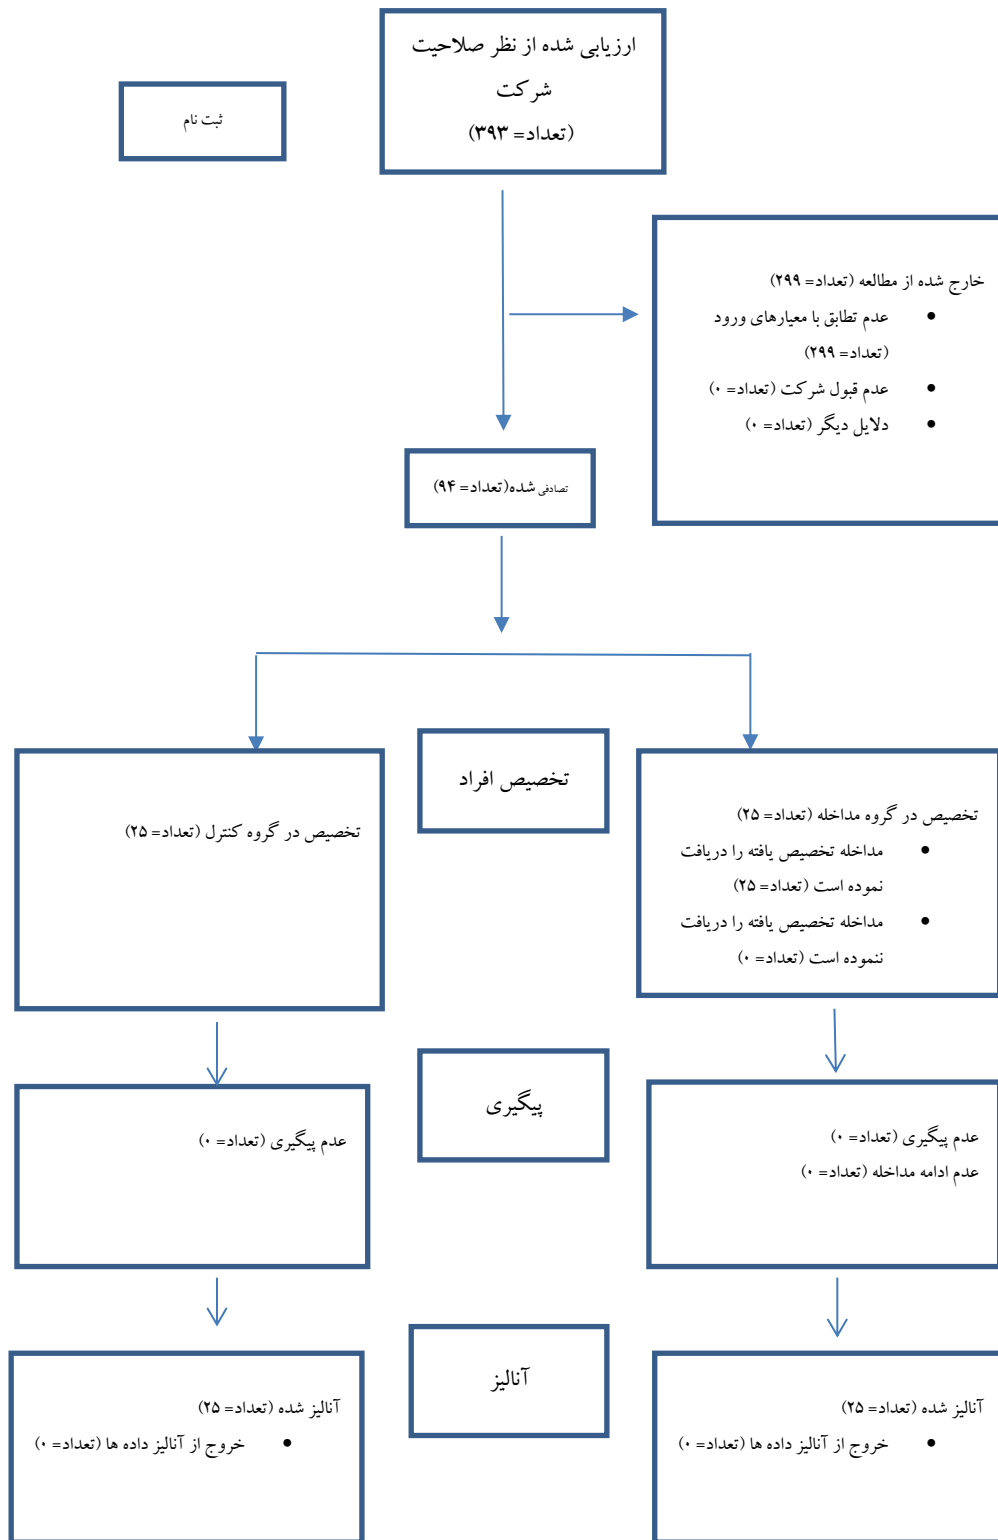 ارزیابی شده از نظر صلاحیت
شرکت
(تعداد= ۳۹۳)
ثبت نام
خارج شده از مطالعه (تعداد= ۲۹۹)
• عدم تطابق با معیارهای ورود
(تعداد= ۲۹۹)
• عدم قبول شرکت (تعداد= ۰)
• دلایل دیگر (تعداد= ۰)
تصادفی شده(تعداد= ۹۴)
تخصیص افراد
تخصیص در گروه مداخله (تعداد= ۲۵)
• مداخله تخصیص یافته را دریافت
نموده است (تعداد= ۲۵)
• مداخله تخصیص یافته را دریافت
ننموده است (تعداد= ۰)
تخصیص در گروه کنترل (تعداد= ۲۵)
پیگیری
عدم پیگیری (تعداد= ۰)
عدم ادامه مداخله (تعداد= ۰)
عدم پیگیری (تعداد= ۰)
آنالیز
آنالیز شده (تعداد= ۲۵)
• خروج از آنالیز داده ها (تعداد= ۰)
آنالیز شده (تعداد= ۲۵)
• خروج از آنالیز داده ها (تعداد= ۰)